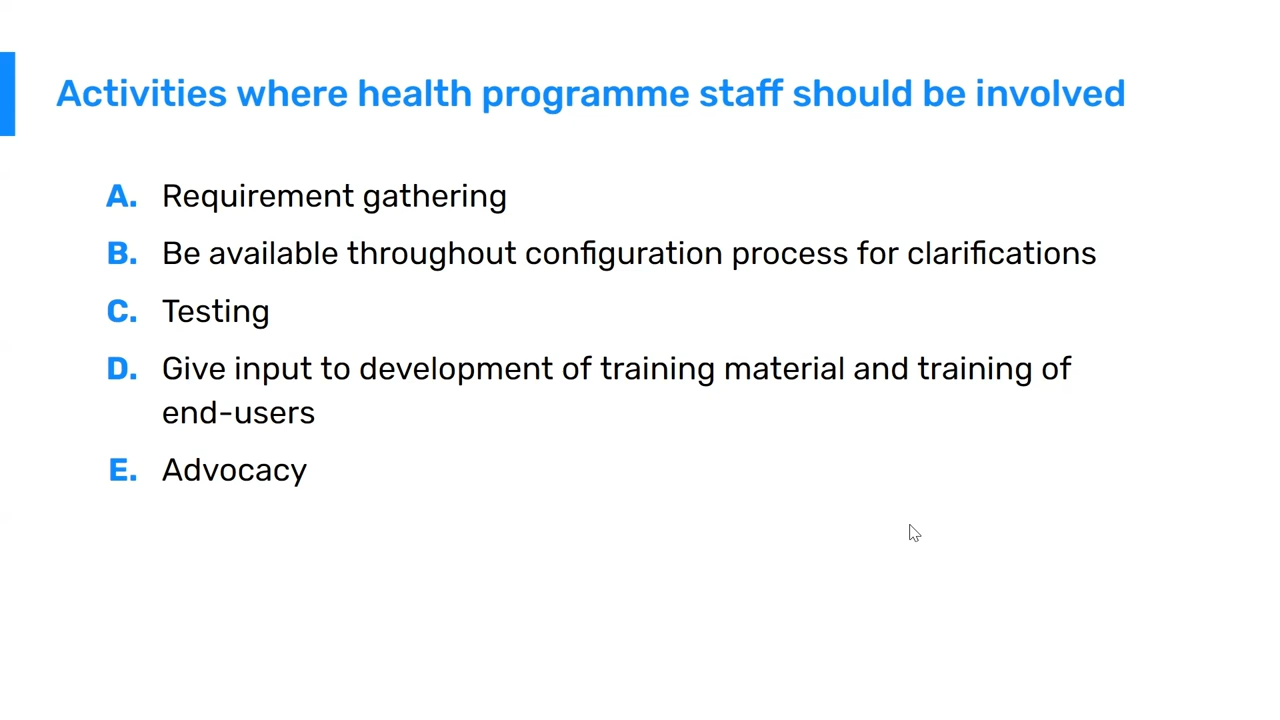 Activities where health programme staff should be involved
A. Requirement gathering
B. Be available throughout configuration process for clarifications
C. Testing
D. Give input to development of training material and training of
end-users
E. Advocacy